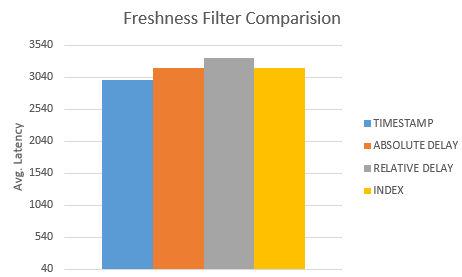 Freshness Filter Comparision
3540
3040
2540
2040
1540
1040
540
40
Avg. Latency
TIMESTAMP
ABSOLUTE DELAY
RELATIVE DELAY
INDEX